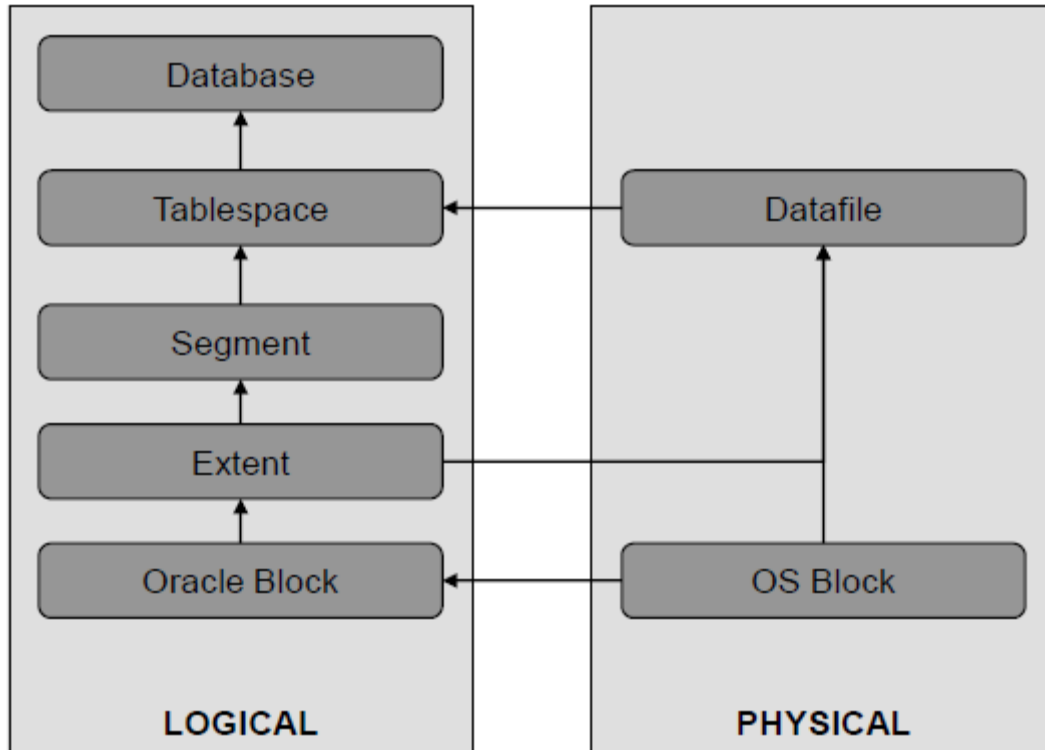 Database
Tablespace
Segment
Extent
Oracle Block
LOGICAL
Datafile
OS Block
PHYSICAL